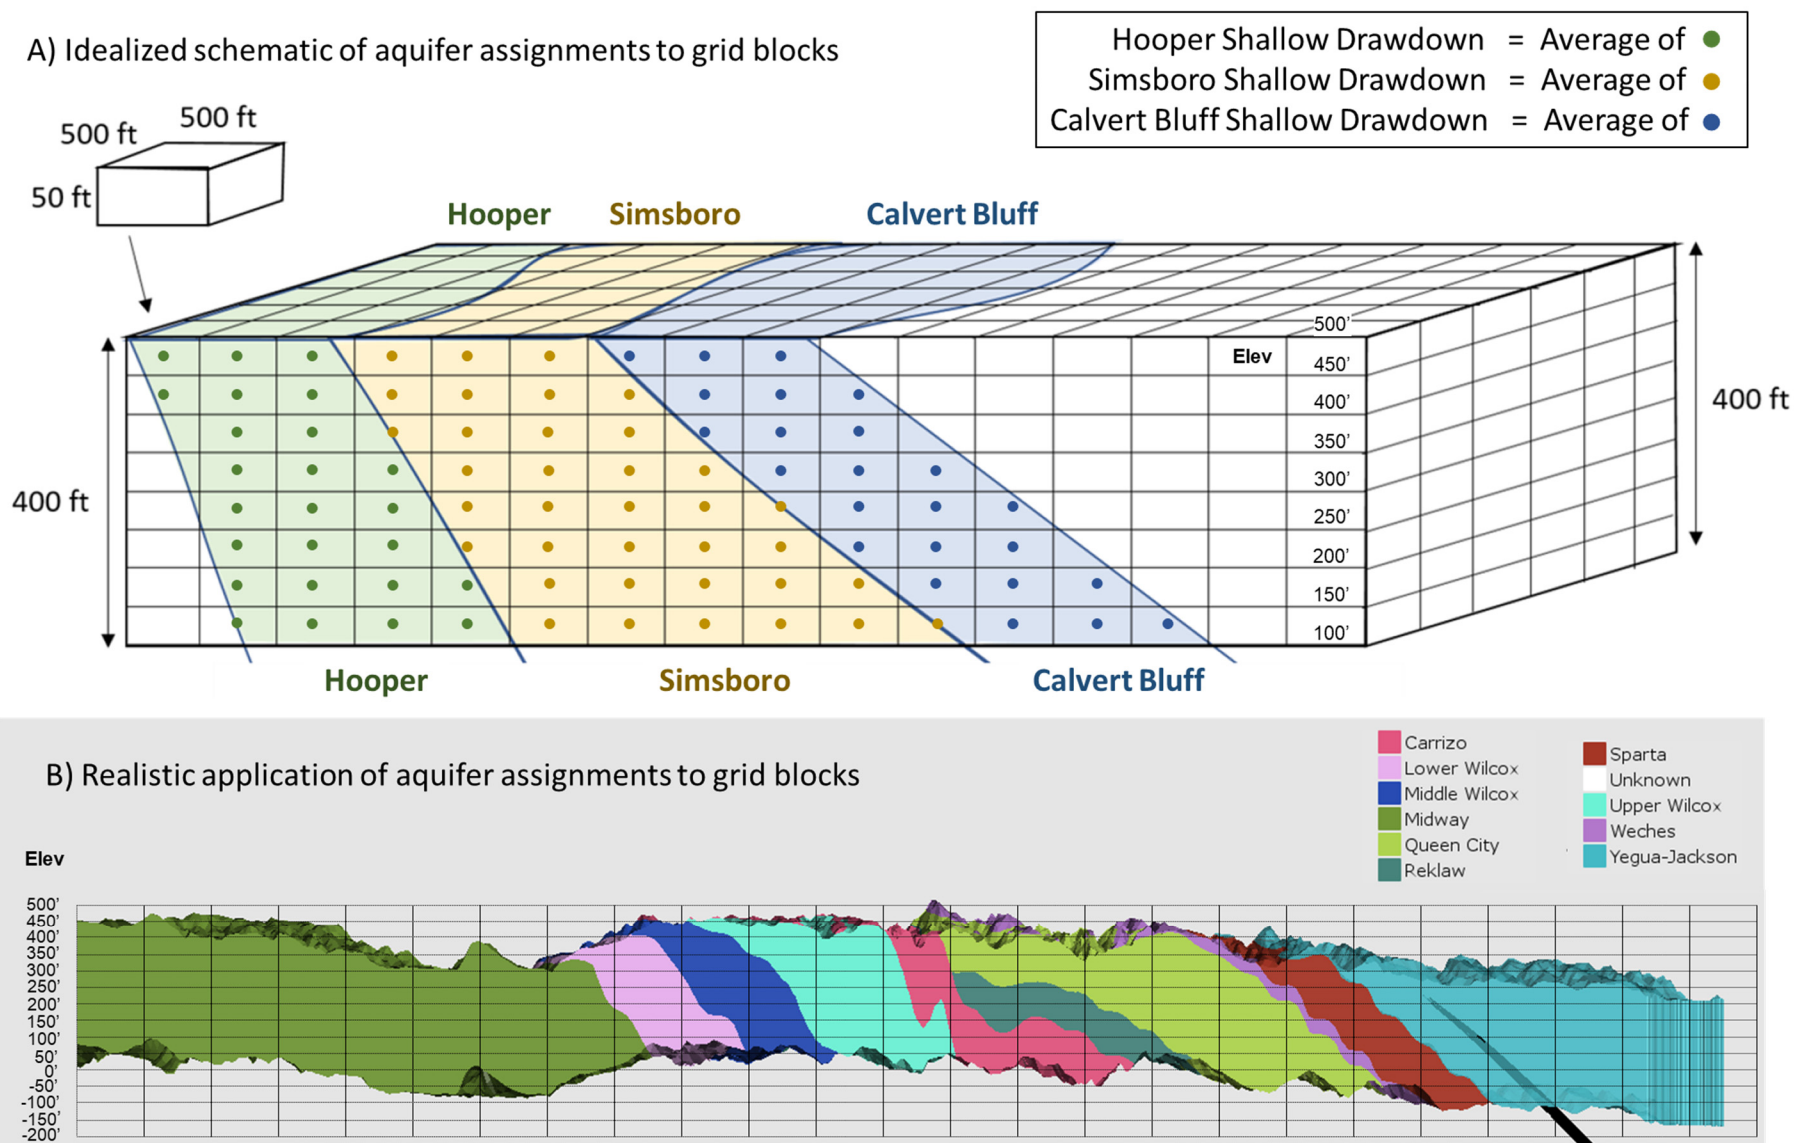 A) Idealized schematic of aquifer assignments to grid blocks
Hooper Shallow Drawdown = Average of
Simsboro Shallow Drawdown = Average of
Calvert Bluff Shallow Drawdown = Average of
500 ft
500 ft
50 ft
Hooper
Simsboro
Calvert Bluff
500'
Elev
450'
400'
350'
300'
250'
200'
150'
100'
400 ft
400 ft
Hooper
Simsboro
Calvert Bluff
B) Realistic application of aquifer assignments to grid blocks
Carrizo
Lower Wilcox
Middle Wilcox
Midway
Queen City
Reklaw
Sparta
Unknown
Upper Wilcox
Weches
Yegua-Jackson
Elev
500'
450'
400'
350'
300'
250'
200'
150'
100'
50'
0'
-50'
-100'
-150'
-200'